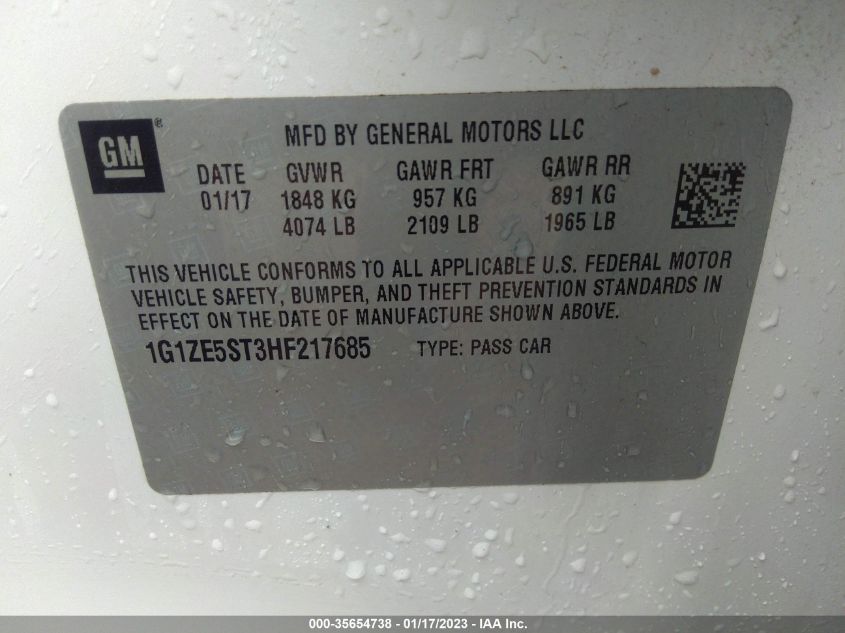 GM ®
MFD BY GENERAL MOTORS LLC
DATE GVWR GAWR FRT GAWR RR
01/17 1848 KG 957 KG 891 KG
4074 LB 2109 LB 1965 LB
THIS VEHICLE CONFORMS TO ALL APPLICABLE U.S. FEDERAL MOTOR
VEHICLE SAFETY, BUMPER, AND THEFT PREVENTION STANDARDS IN
EFFECT ON THE DATE OF MANUFACTURE SHOWN ABOVE.
1G1ZE5ST3HF217685 TYPE: PASS CAR
000-35654738 - 01/17/2023 - IAA Inc.